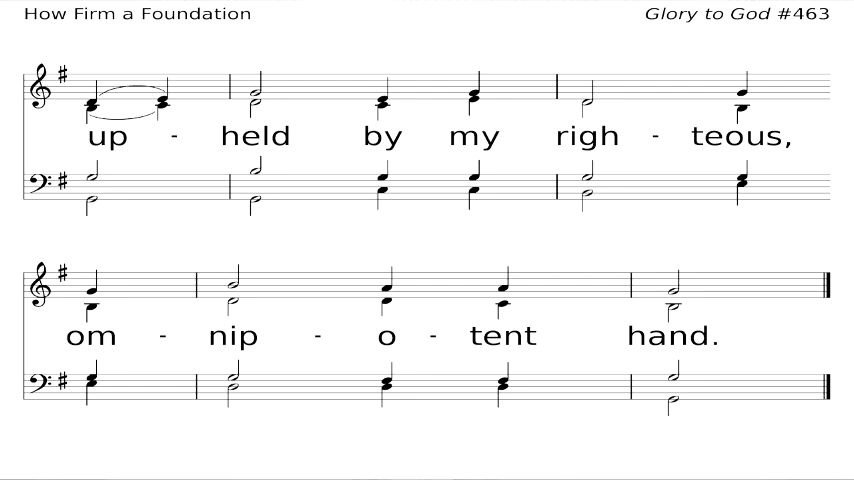 How Firm a Foundation
Glory to God #463
up - held by my righ - teous,
om - nip - o - tent hand.